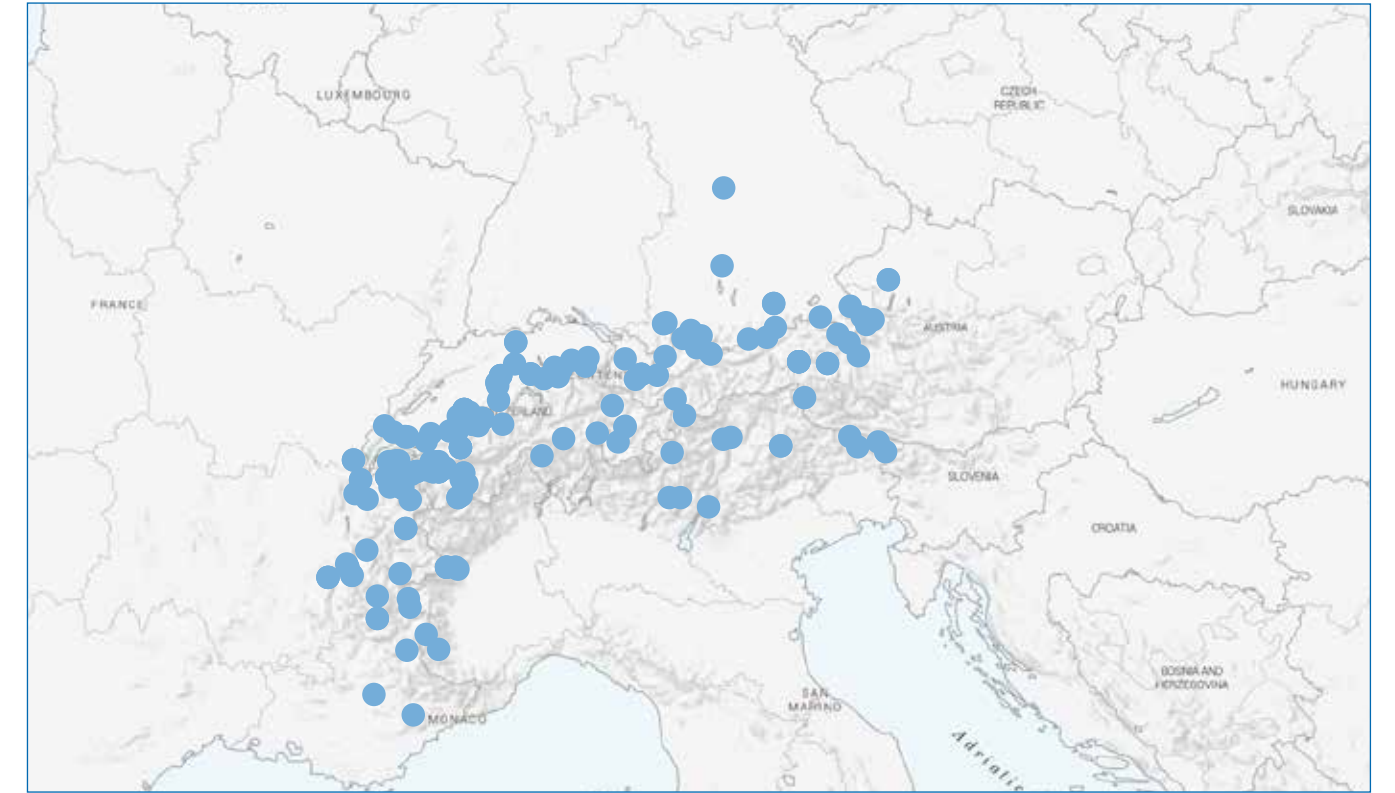 LUXEMBOURG
CZECH
REPUBLIC
SLOVAKIA
FRANCE
AUSTRIA
HUNGARY
SLOVENIA
CROATIA
BOSNIA AND
HERZEGOVINA
SAN
MARINO
MONACO
Adriatic